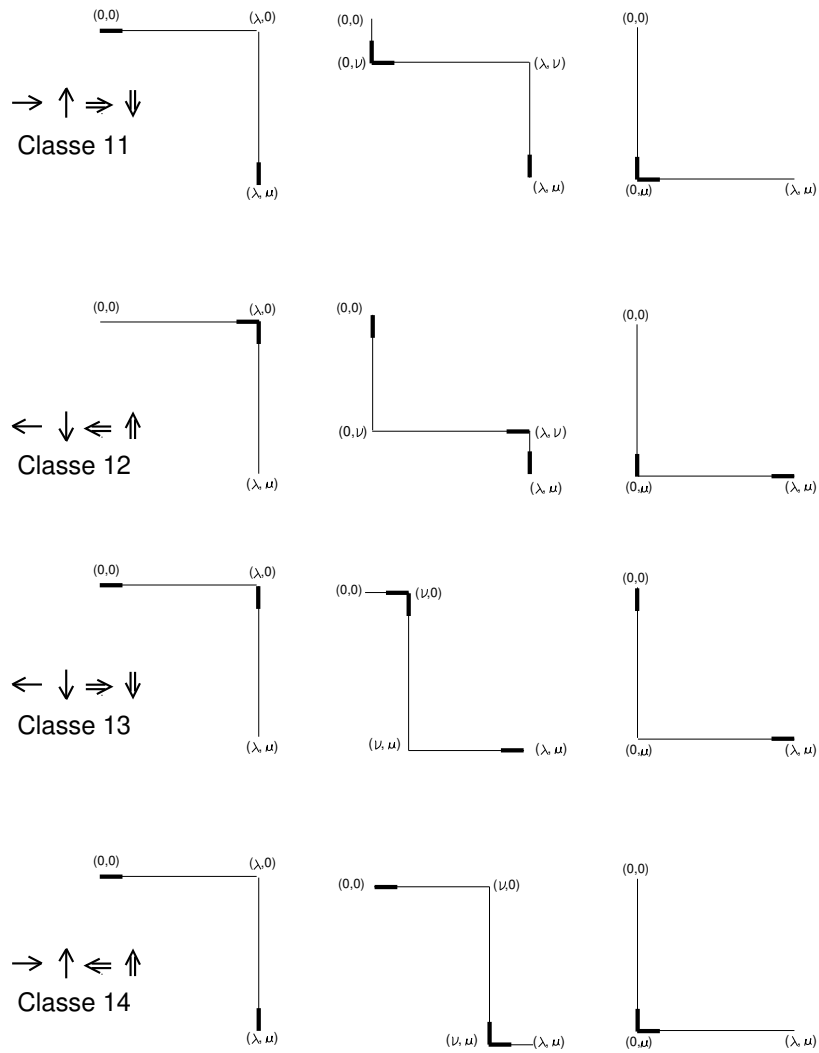 (0,0) (λ,0) (0,0) (0,0)
(0,ν) (λ,ν)
Classe 11
(λ,μ) (λ,μ) (0,μ) (λ,μ)
(0,0) (λ,0) (0,0) (0,0)
(0,ν) (λ,ν)
Classe 12
(λ,μ) (λ,μ) (0,μ) (λ,μ)
(0,0) (λ,0) (0,0) (ν,0) (0,0)
Classe 13
(λ,μ) (ν,μ) (λ,μ) (0,μ) (λ,μ)
(0,0) (λ,0) (0,0) (ν,0) (0,0)
Classe 14
(λ,μ) (ν,μ) (λ,μ) (0,μ) (λ,μ)